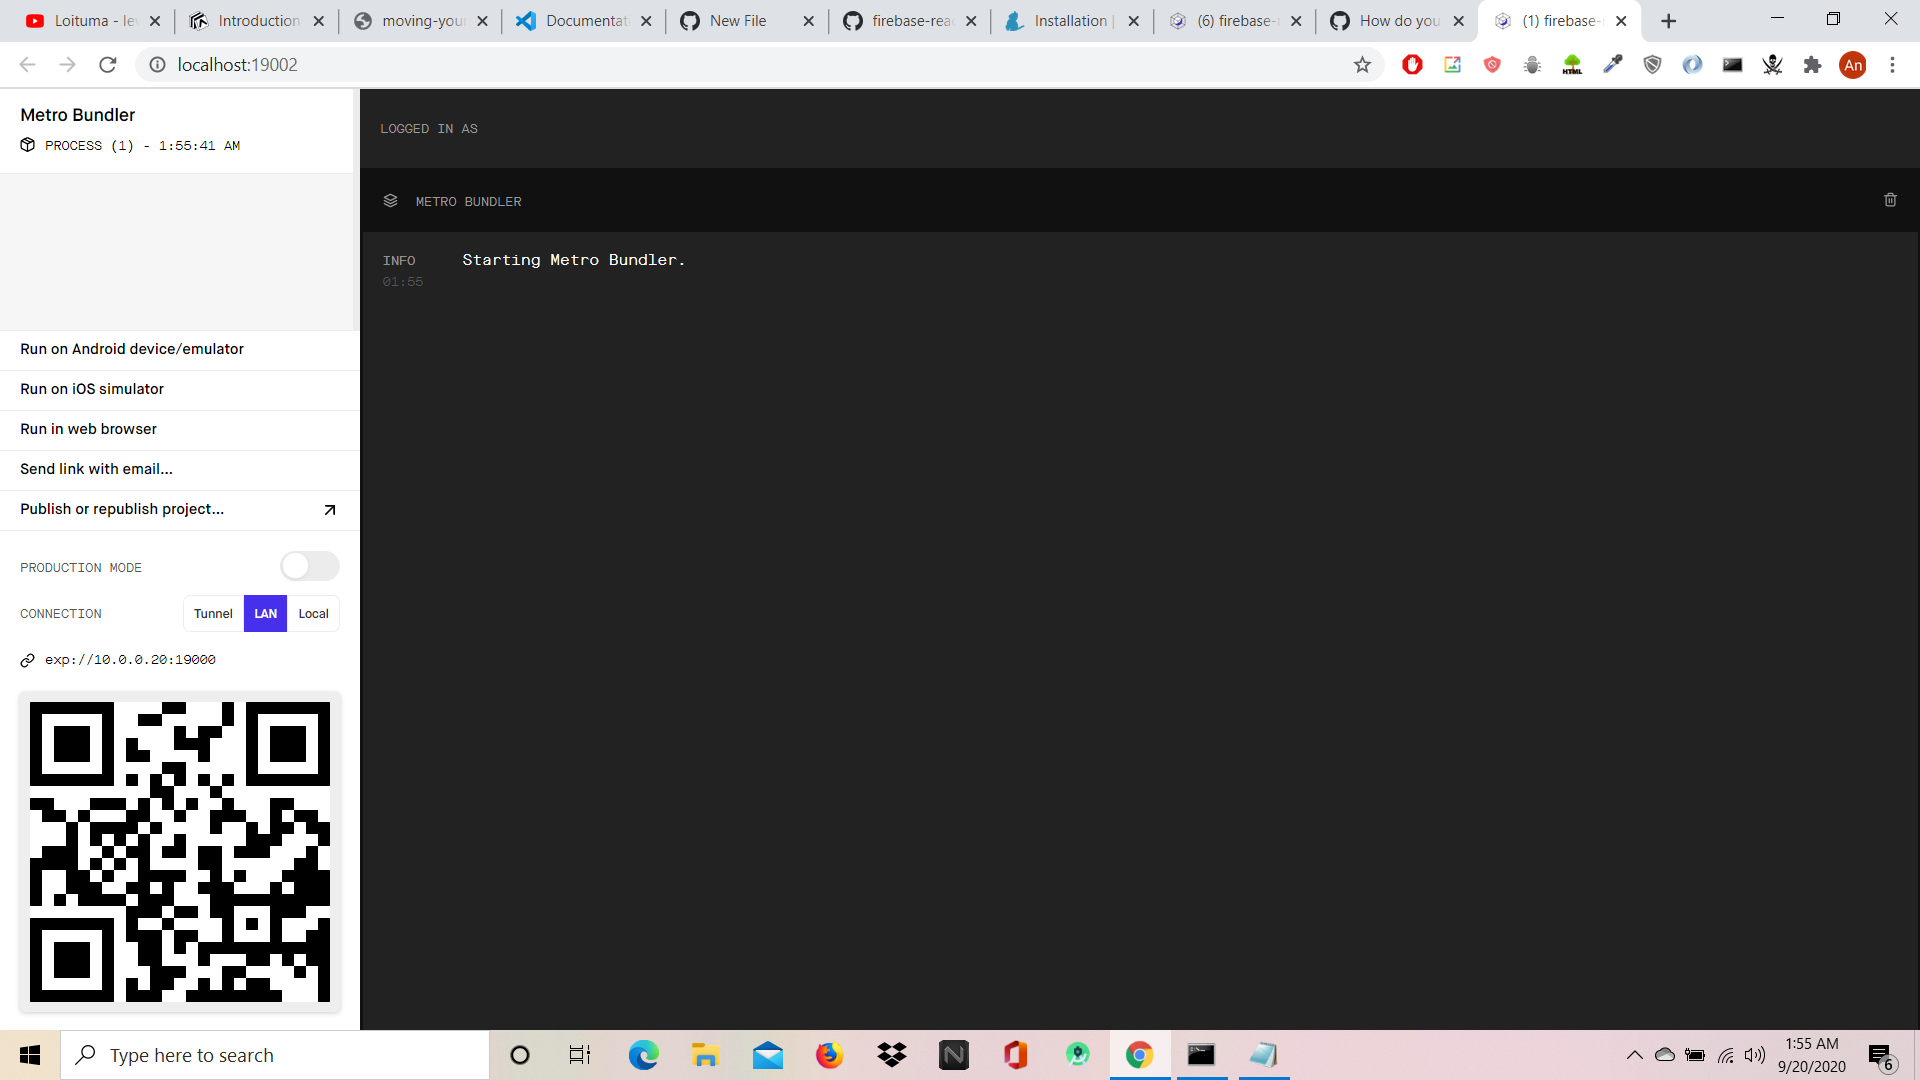 Loituma - lev
Introduction
moving-your
Documentat
New File
firebase-reac
Installation |
(6) firebase-
How do you
(1) firebase-
localhost:19002
HTML
An
Metro Bundler
PROCESS (1) - 1:55:41 AM
LOGGED IN AS
METRO BUNDLER
INFO
Starting Metro Bundler.
01:55
Run on Android device/emulator
Run on iOS simulator
Run in web browser
Send link with email...
Publish or republish project...
PRODUCTION MODE
CONNECTION
Tunnel
LAN
Local
exp://10.0.0.20:19000
Type here to search
1:55 AM
9/20/2020
6